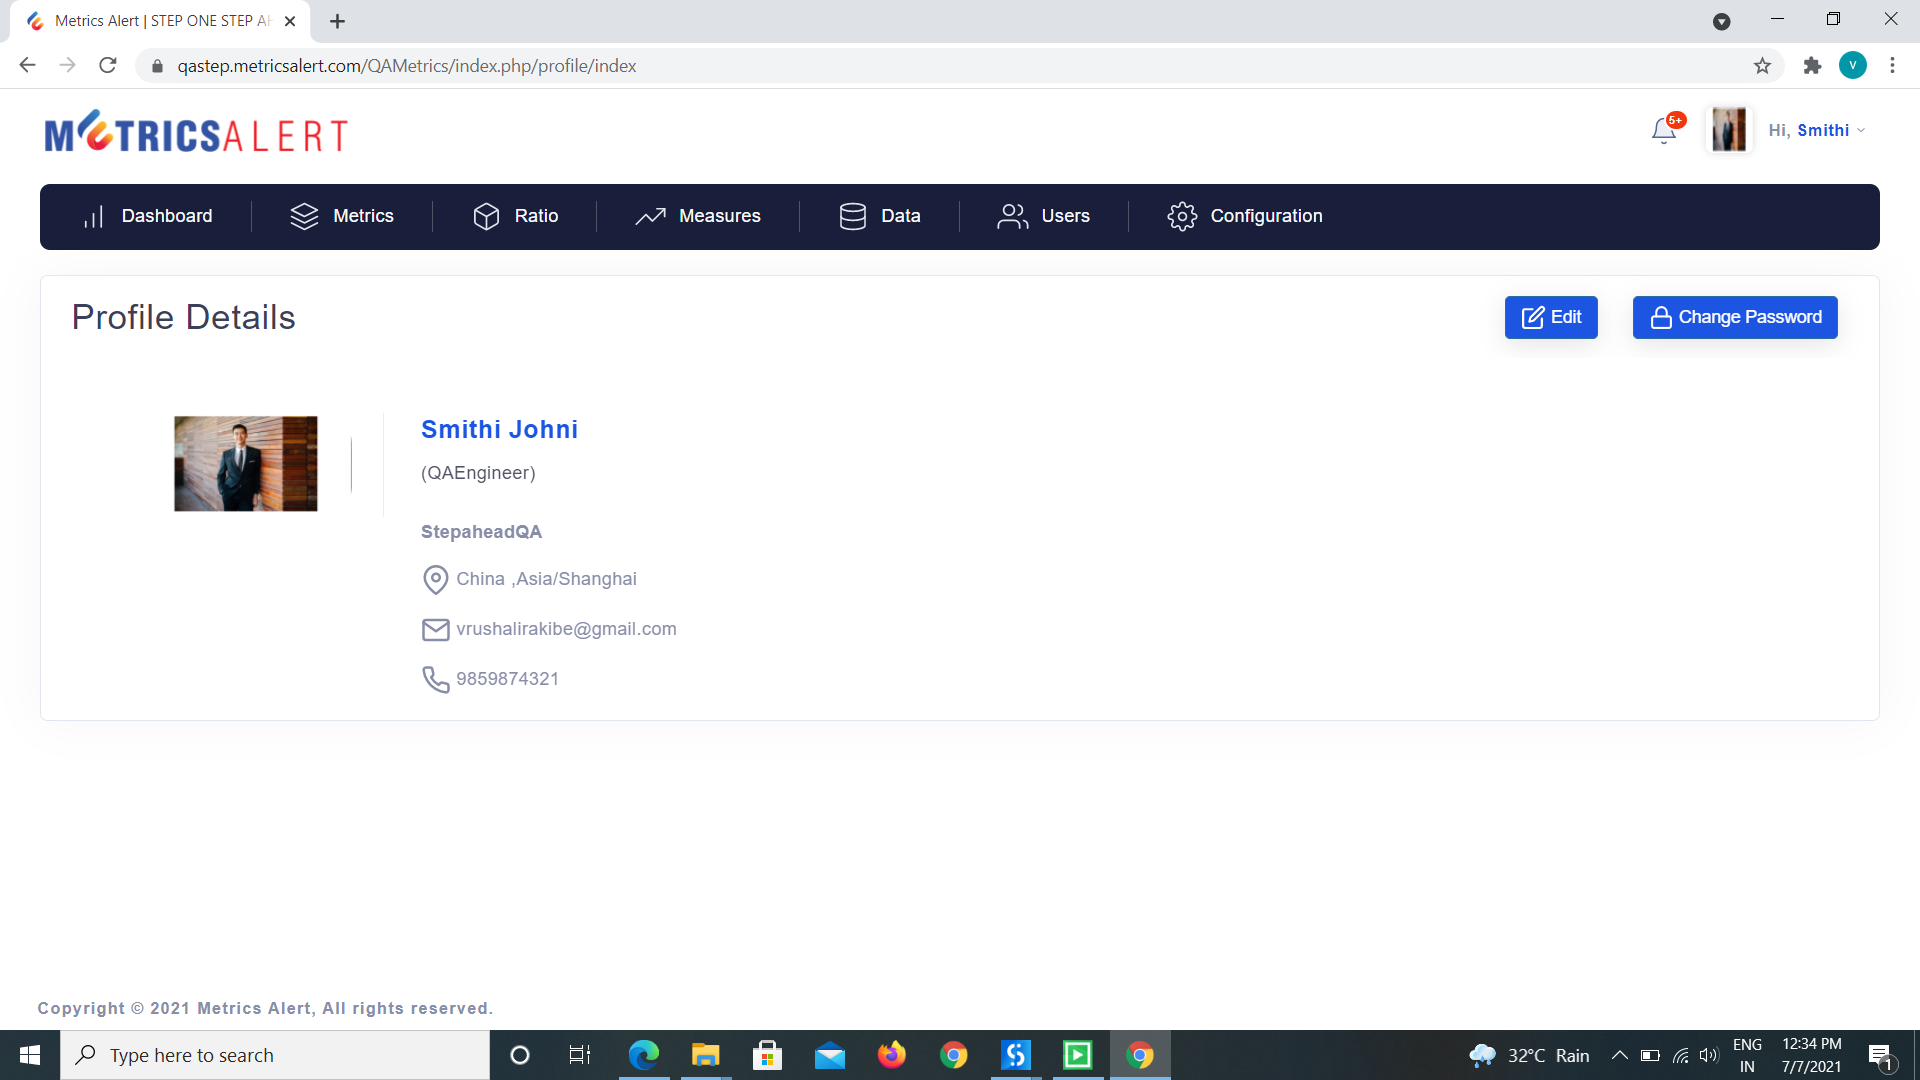 Metrics Alert | STEP ONE STEP AH
qastep.metricsalert.com/QAMetrics/index.php/profile/index
V
METRICSALERT
5+
Hi, Smithi
Dashboard
Metrics
Ratio
Measures
Data
Users
Configuration
Profile Details
Edit
Change Password
Smithi Johni
(QAEngineer)
StepaheadQA
China ,Asia/Shanghai
vrushalirakibe@gmail.com
9859874321
Copyright © 2021 Metrics Alert, All rights reserved.
Type here to search
32°C Rain
ENG
IN
12:34 PM
7/7/2021
1